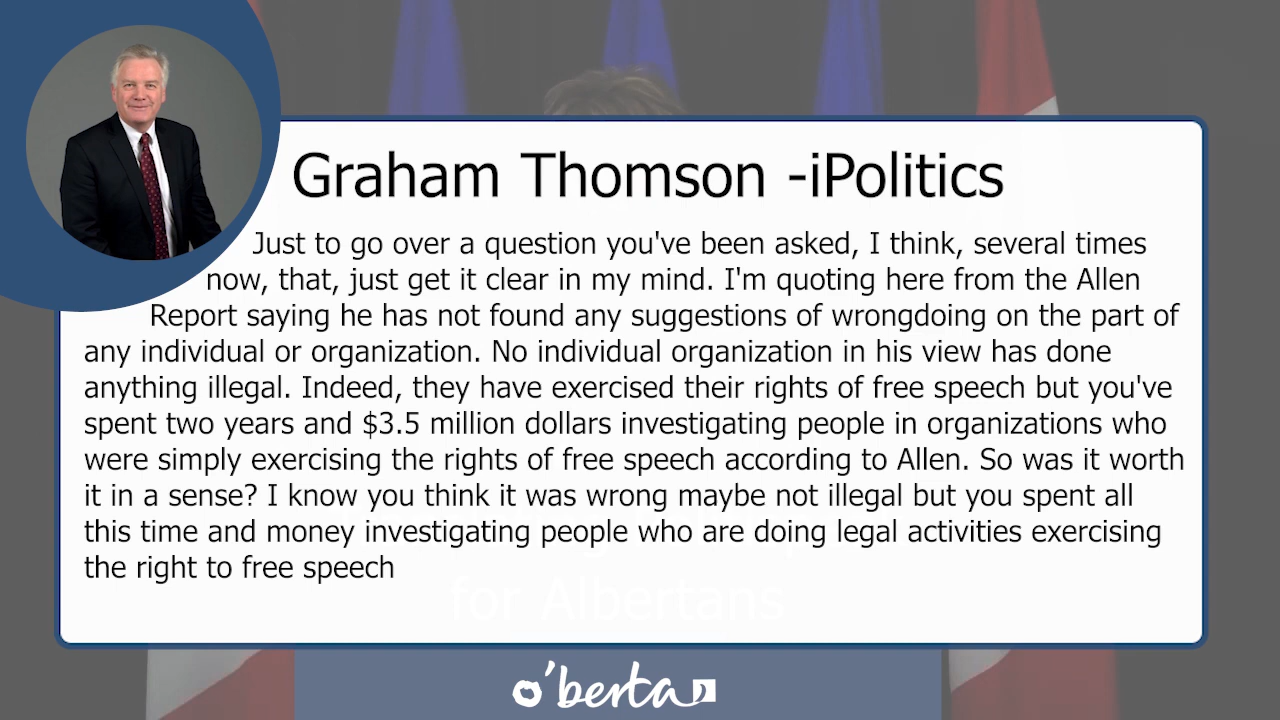 Graham Thomson -iPolitics
Just to go over a question you've been asked, I think, several times
now, that, just get it clear in my mind. I'm quoting here from the Allen
Report saying he has not found any suggestions of wrongdoing on the part of
any individual or organization. No individual organization in his view has done
anything illegal. Indeed, they have exercised their rights of free speech but you've
spent two years and $3.5 million dollars investigating people in organizations who
were simply exercising the rights of free speech according to Allen. So was it worth
it in a sense? I know you think it was wrong maybe not illegal but you spent all
this time and money investigating people who are doing legal activities exercising
the right to free speech
for Albertans
o'berta